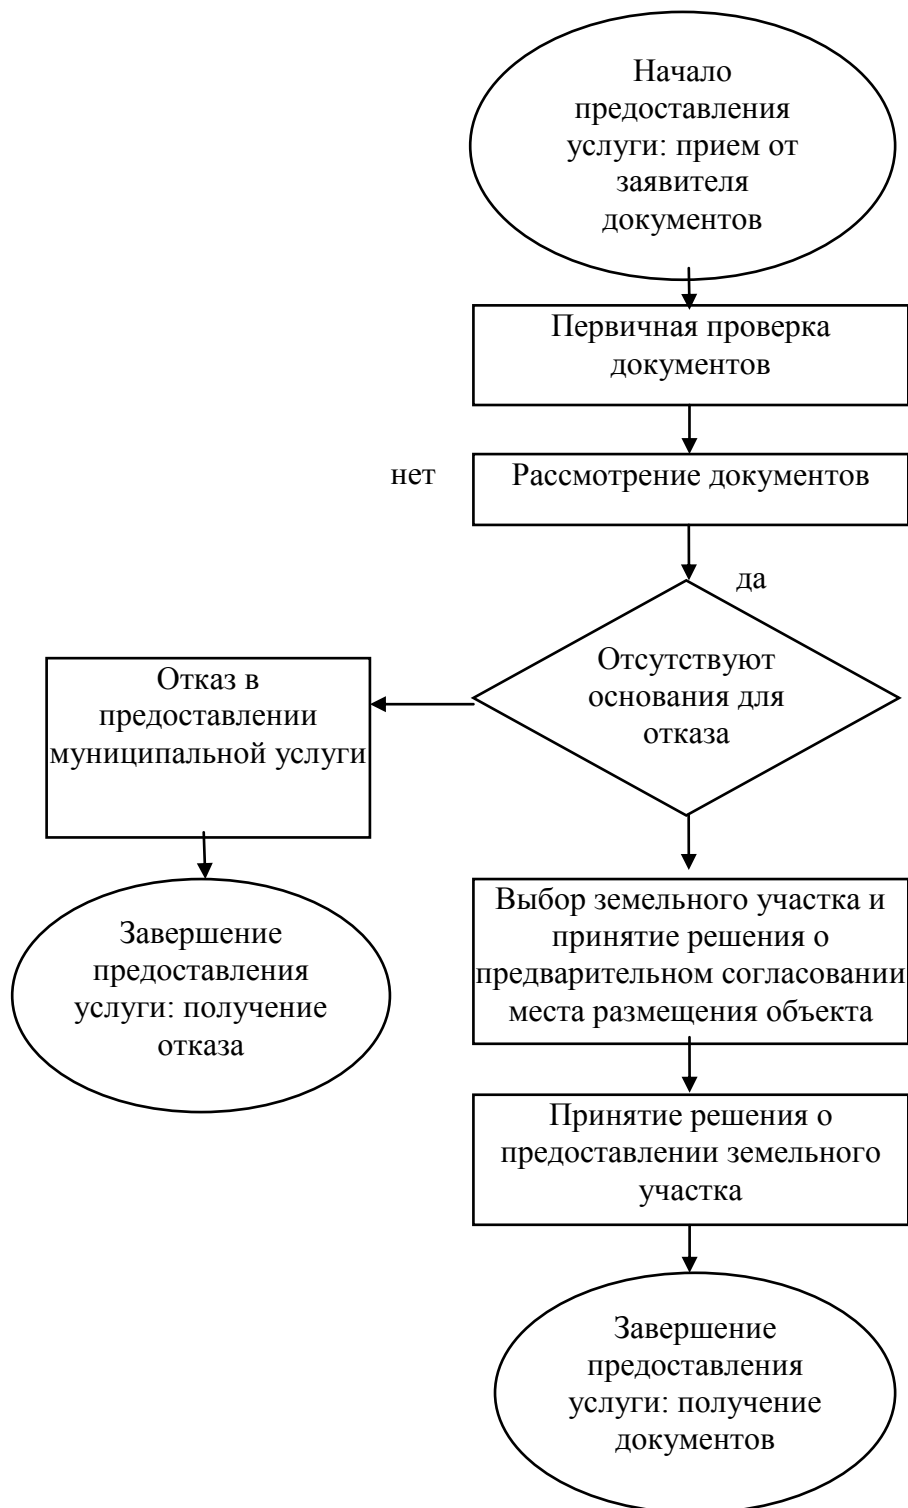 Начало
предоставления
услуги: прием от
заявителя
документов
Первичная проверка
документов
нет
Рассмотрение документов
да
Отсутствуют
основания для
отказа
Отказ в
предоставлении
муниципальной услуги
Завершение
предоставления
услуги: получение
отказа
Выбор земельного участка и
принятие решения о
предварительном согласовании
места размещения объекта
Принятие решения о
предоставлении земельного
участка
Завершение
предоставления
услуги: получение
документов